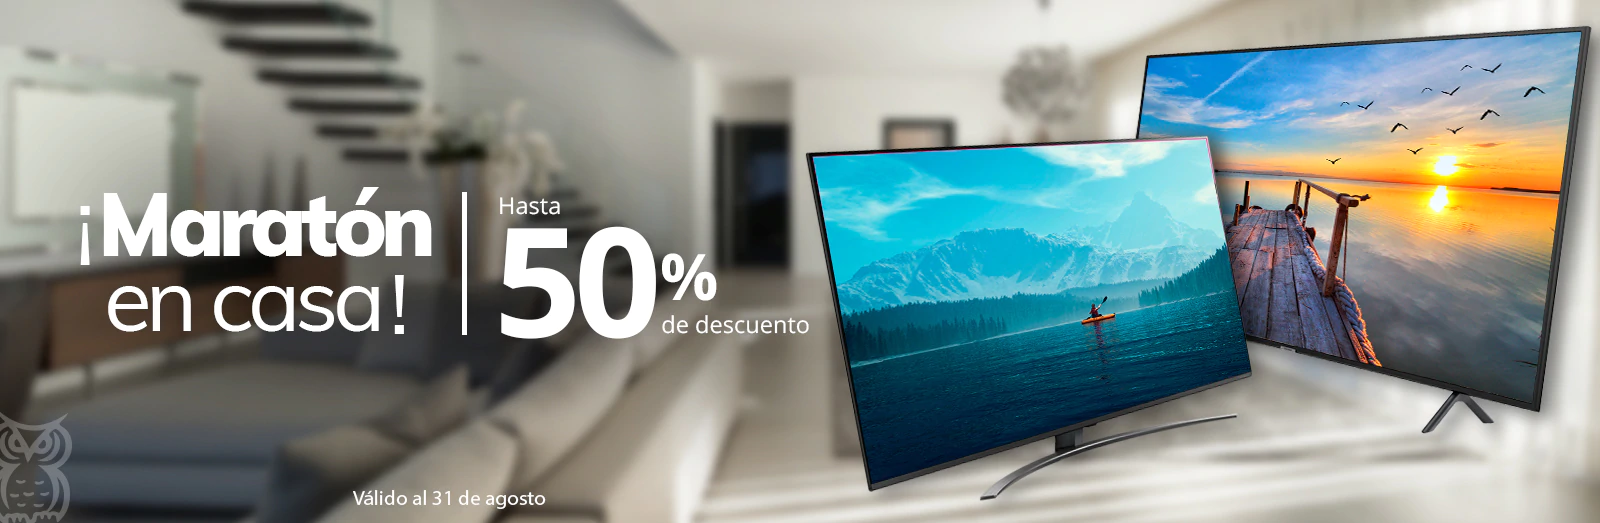 ¡Maratón
en casa!
Hasta
50%
de descuento
Válido al 31 de agosto